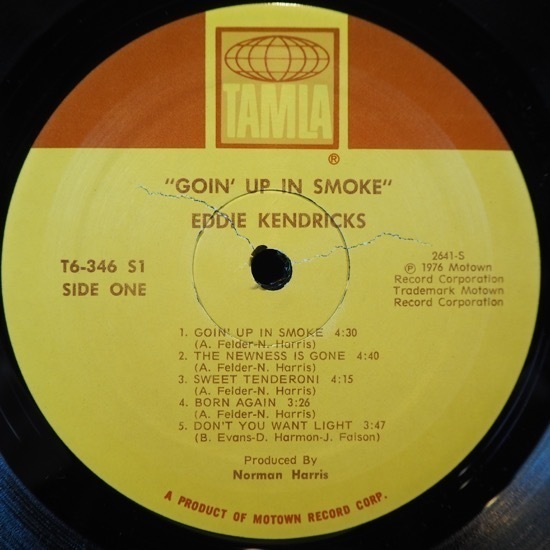 TAMLA
®
"GOIN' UP IN SMOKE"
EDDIE KENDRICKS
T6-346 S1
SIDE ONE
2641-S
℗ 1976 Motown
Record Corporation
Trademark Motown
Record Corporation
1. GOIN' UP IN SMOKE 4:30
(A. Felder-N. Harris)
2. THE NEWNESS IS GONE 4:40
(A. Felder-N. Harris)
3. SWEET TENDERONI 4:15
(A. Felder-N. Harris)
4. BORN AGAIN 3:26
(A. Felder-N. Harris)
5. DON'T YOU WANT LIGHT 3:47
(B. Evans-D. Harmon-J. Faison)
Produced By
Norman Harris
A PRODUCT OF MOTOWN RECORD CORP.